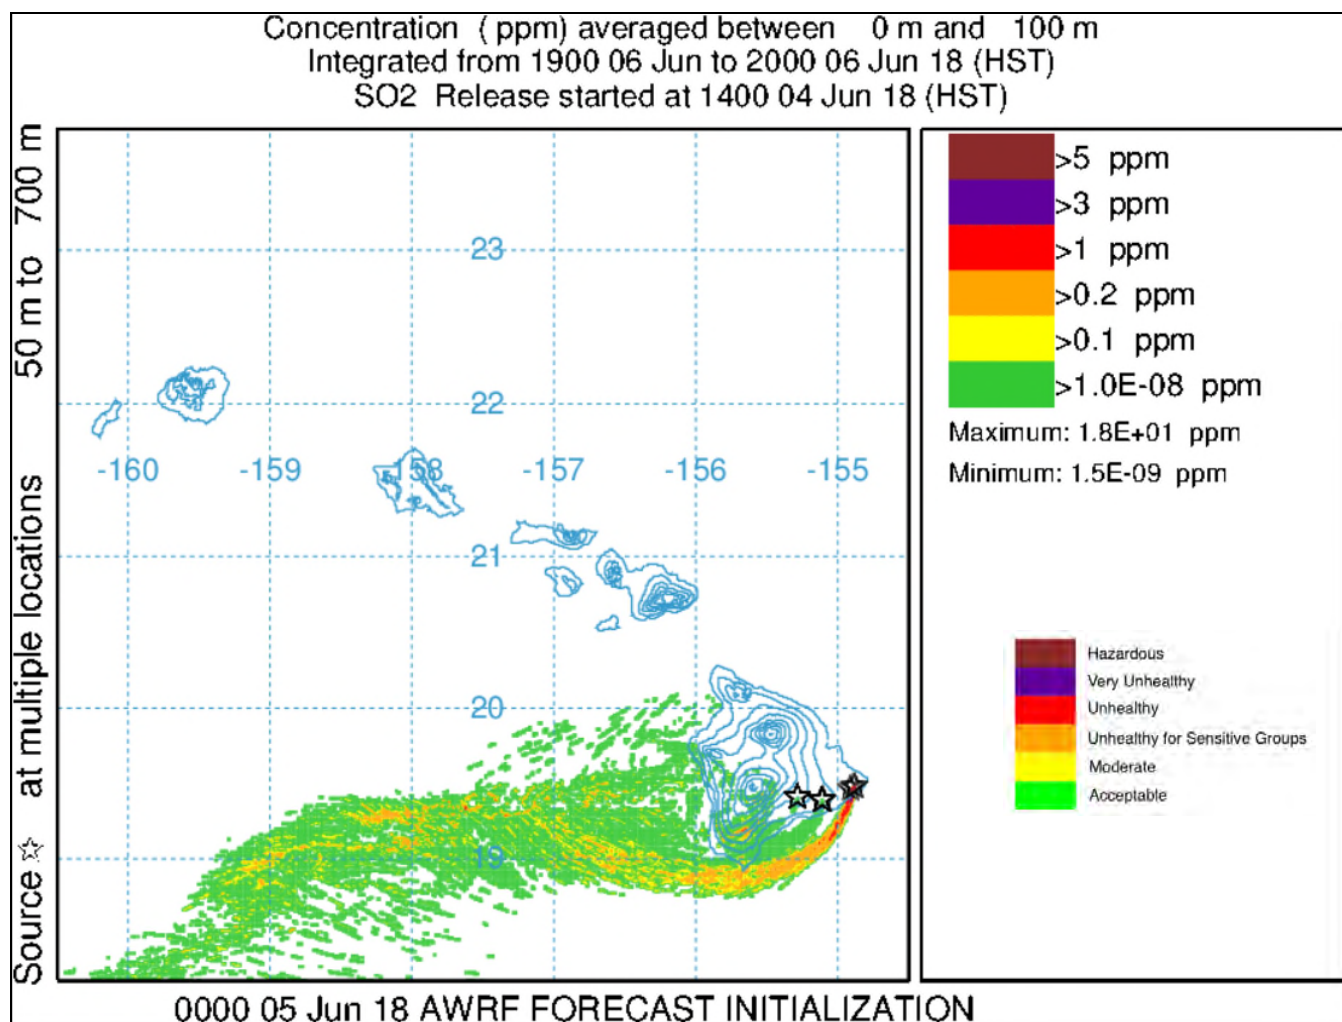 Concentration ( ppm) averaged between 0 m and 100 m
Integrated from 1900 06 Jun to 2000 06 Jun 18 (HST)
SO2 Release started at 1400 04 Jun 18 (HST)
Source ☆ at multiple locations 50 m to 700 m
23
22
-160 -159 -158 -157 -156 -155
21
20
19
>5 ppm
>3 ppm
>1 ppm
>0.2 ppm
>0.1 ppm
>1.0E-08 ppm
Maximum: 1.8E+01 ppm
Minimum: 1.5E-09 ppm
Hazardous
Very Unhealthy
Unhealthy
Unhealthy for Sensitive Groups
Moderate
Acceptable
0000 05 Jun 18 AWRF FORECAST INITIALIZATION